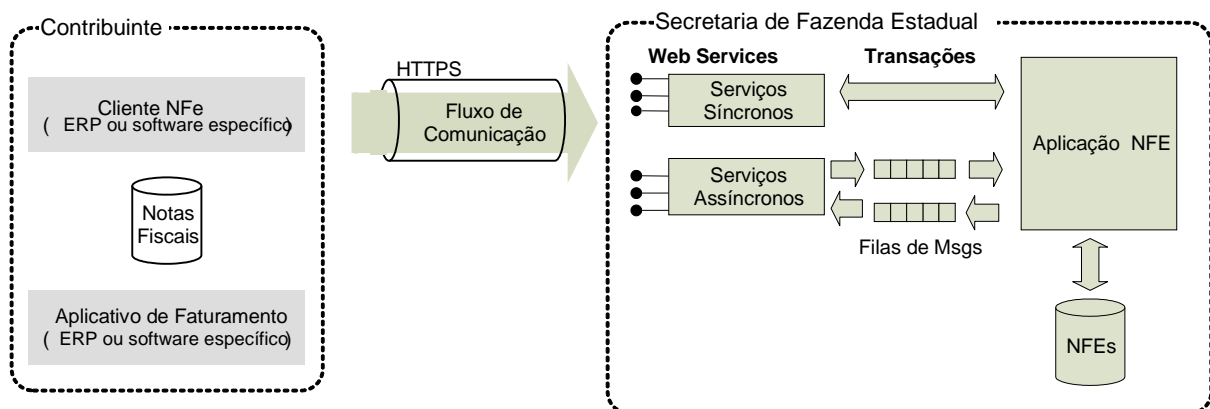 Contribuinte
Cliente NFe
( ERP ou software específico)
Notas
Fiscais
Aplicativo de Faturamento
( ERP ou software específico)
HTTPS
Fluxo de
Comunicação
Secretaria de Fazenda Estadual
Web Services
Transações
Serviços
Síncronos
Serviços
Assíncronos
Filas de Msgs
Aplicação NFE
NFEs